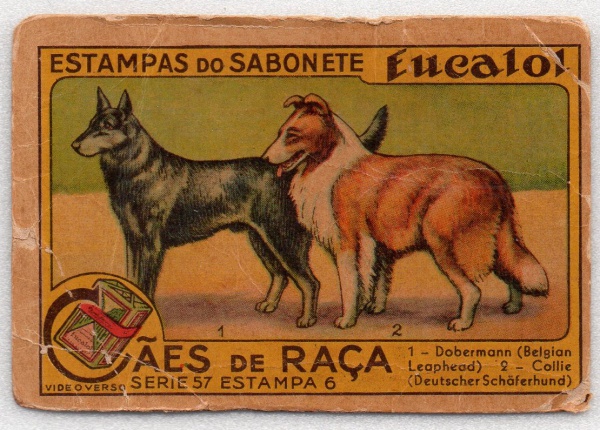 ESTAMPAS DO SABONETE Eucalol
1 2
CÃES DE RAÇA
SERIE 57 ESTAMPA 6
VIDE O VERSO
1 – Dobermann (Belgian
Leaphead) 2 – Collie
(Deutscher Schäferhund)